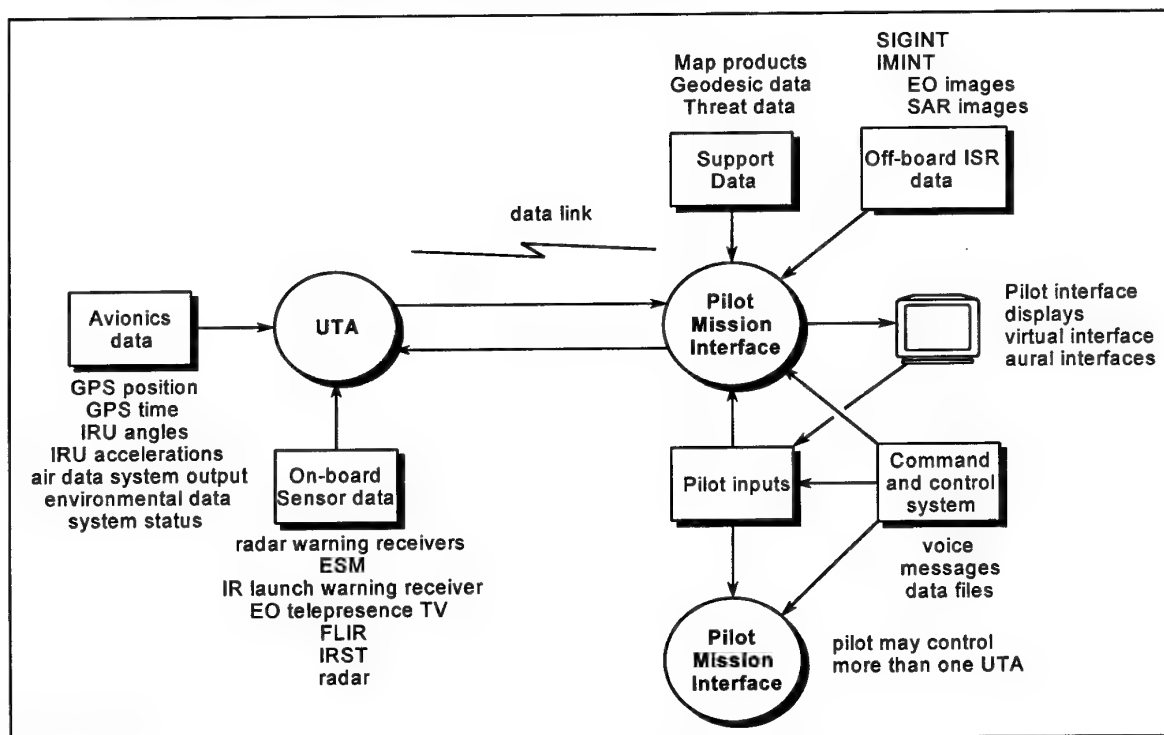 SIGINT
IMINT
EO images
SAR images
Map products
Geodesic data
Threat data
Support
Data
Off-board ISR
data
data link
Avionics
data
UTA
Pilot
Mission
Interface
Pilot interface
displays
virtual interface
aural interfaces
GPS position
GPS time
IRU angles
IRU accelerations
air data system output
environmental data
system status
On-board
Sensor data
radar warning receivers
ESM
IR launch warning receiver
EO telepresence TV
FLIR
IRST
radar
Pilot inputs
Command
and control
system
voice
messages
data files
Pilot
Mission
Interface
pilot may control
more than one UTA